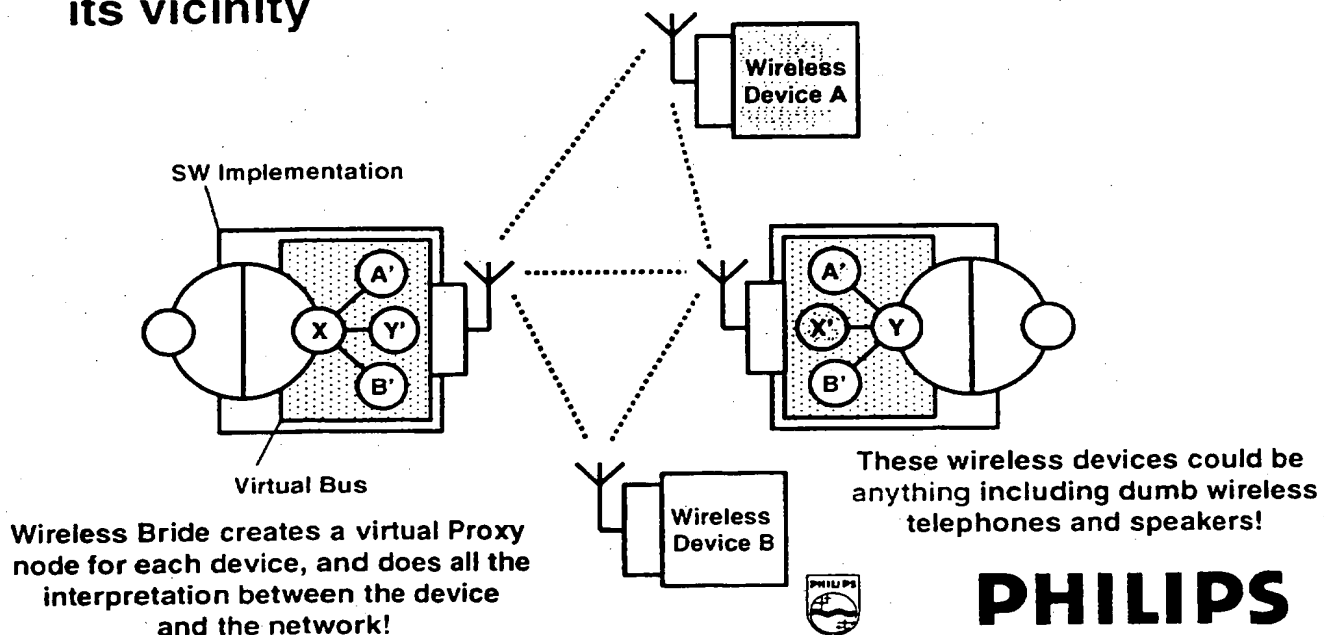 its vicinity
Wireless
Device A
SW Implementation
A'
X
Y'
B'
A'
X'
Y
B'
Virtual Bus
Wireless
Device B
Wireless Bride creates a virtual Proxy
node for each device, and does all the
interpretation between the device
and the network!
These wireless devices could be
anything including dumb wireless
telephones and speakers!
PHILIPS
PHILIPS